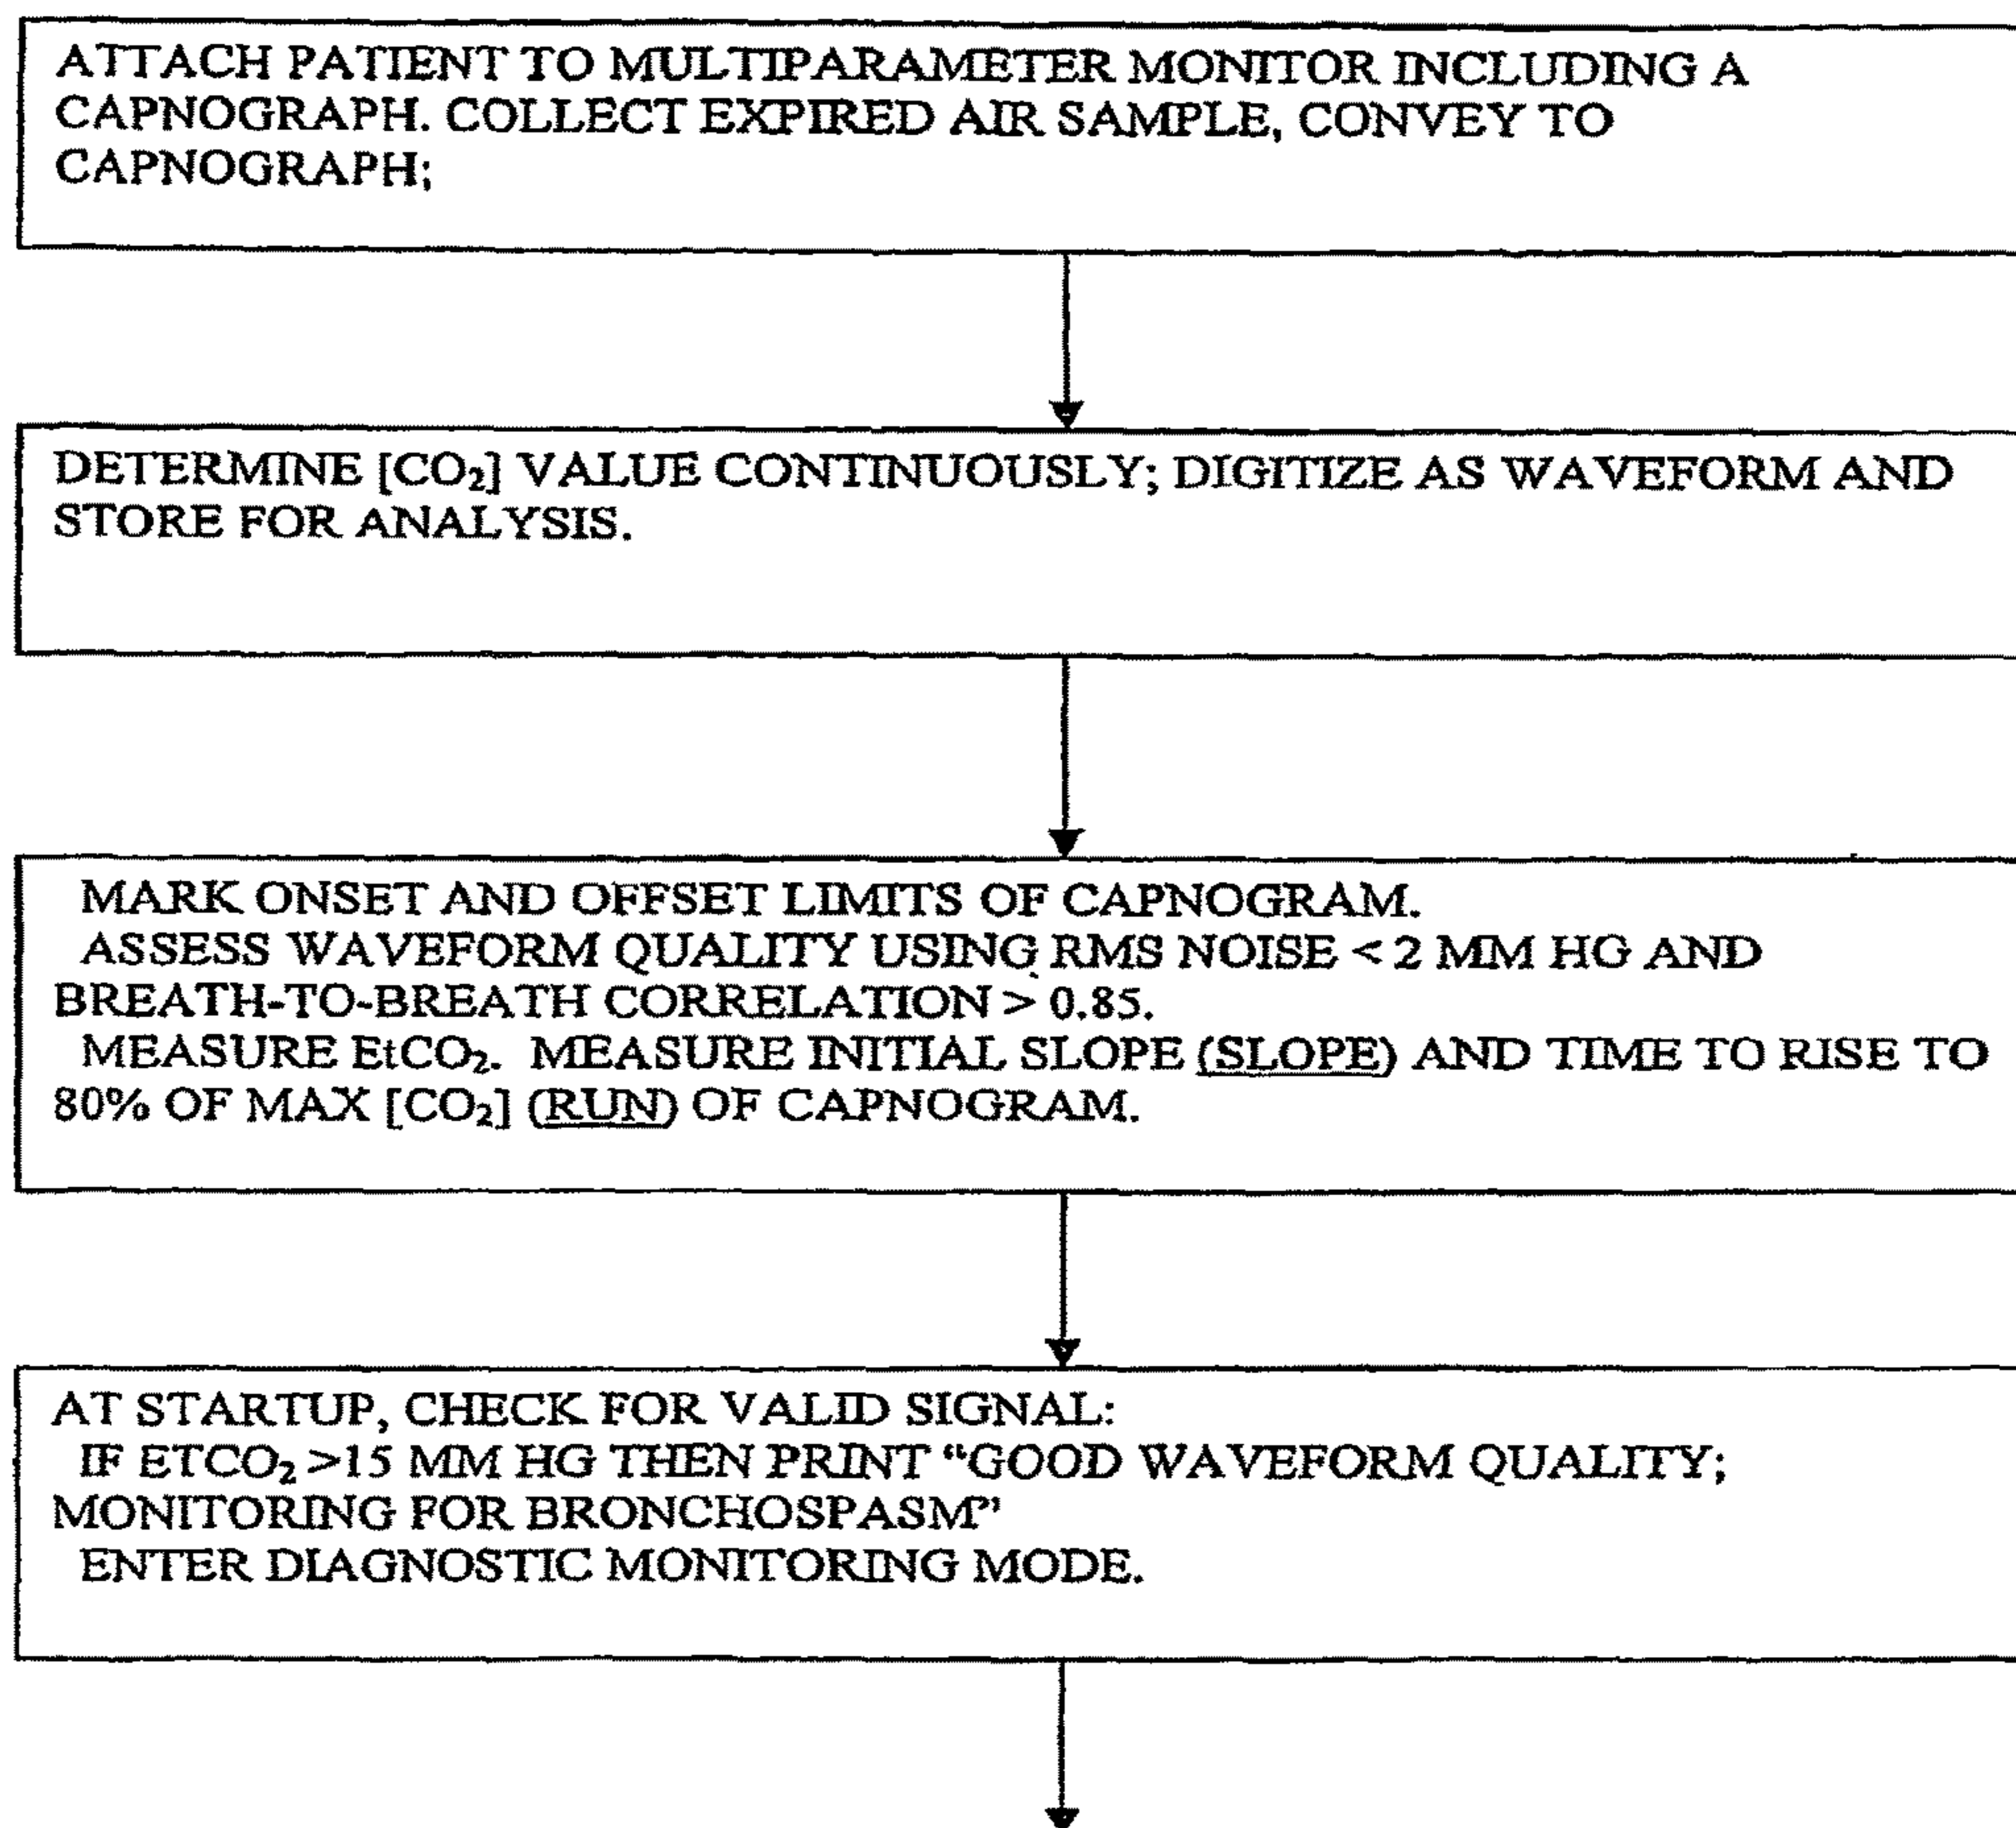 ATTACH PATIENT TO MULTIPARAMETER MONITOR INCLUDING A
CAPNOGRAPH. COLLECT EXPIRED AIR SAMPLE, CONVEY TO
CAPNOGRAPH;
DETERMINE [CO₂] VALUE CONTINUOUSLY; DIGITIZE AS WAVEFORM AND
STORE FOR ANALYSIS.
MARK ONSET AND OFFSET LIMITS OF CAPNOGRAM.
ASSESS WAVEFORM QUALITY USING RMS NOISE < 2 MM HG AND
BREATH-TO-BREATH CORRELATION > 0.85.
MEASURE EtCO₂. MEASURE INITIAL SLOPE (SLOPE) AND TIME TO RISE TO
80% OF MAX [CO₂] (RUN) OF CAPNOGRAM.
AT STARTUP, CHECK FOR VALID SIGNAL:
IF ETCO₂ >15 MM HG THEN PRINT “GOOD WAVEFORM QUALITY;
MONITORING FOR BRONCHOSPASM”
ENTER DIAGNOSTIC MONITORING MODE.